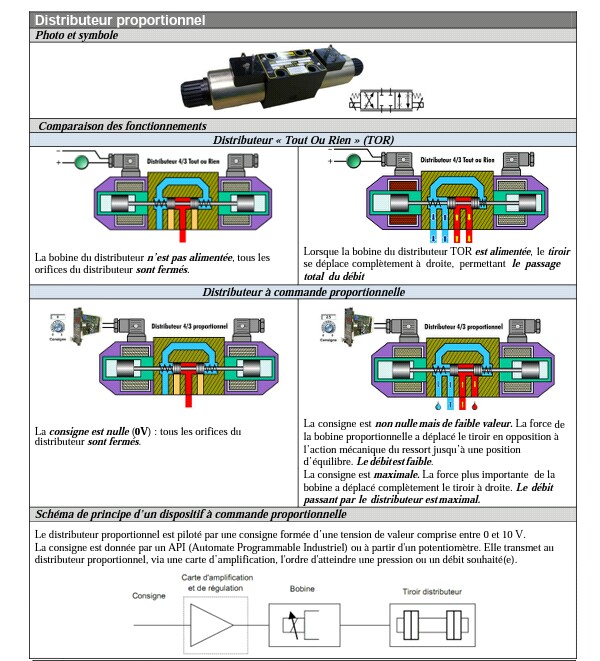 Distributeur proportionnel
Photo et symbole
Comparaison des fonctionnements
Distributeur « Tout Ou Rien » (TOR)
Distributeur 4/3 Tout ou Rien
Distributeur 4/3 Tout ou Rien
La bobine du distributeur n'est pas alimentée, tous les
orifices du distributeur sont fermés.
Lorsque la bobine du distributeur TOR est alimentée, le tiroir
se déplace complètement à droite, permettant le passage
total du débit
Distributeur à commande proportionnelle
Distributeur 4/3 proportionnel
Consigne
Distributeur 4/3 proportionnel
Consigne
La consigne est nulle (0V) : tous les orifices du
distributeur sont fermés.
La consigne est non nulle mais de faible valeur. La force de
la bobine proportionnelle a déplacé le tiroir en opposition à
l'action mécanique du ressort jusqu'à une position
d'équilibre. Le débit est faible.
La consigne est maximale. La force plus importante de la
bobine a déplacé complètement le tiroir à droite. Le débit
passant par le distributeur est maximal.
Schéma de principe d'un dispositif à commande proportionnelle
Le distributeur proportionnel est piloté par une consigne formée d'une tension de valeur comprise entre 0 et 10 V.
La consigne est donnée par un API (Automate Programmable Industriel) ou à partir d'un potentiomètre. Elle transmet au
distributeur proportionnel, via une carte d'amplification, l'ordre d'atteindre une pression ou un débit souhaité(e).
Consigne
Carte d'amplification
et de régulation
Bobine
Tiroir distributeur